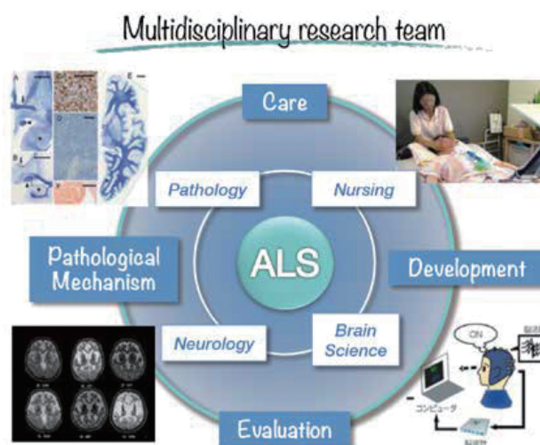 Multidisciplinary research team
Care
Pathology
Nursing
Pathological
Mechanism
ALS
Development
Neurology
Brain
Science
Evaluation
ON
コンピュータ